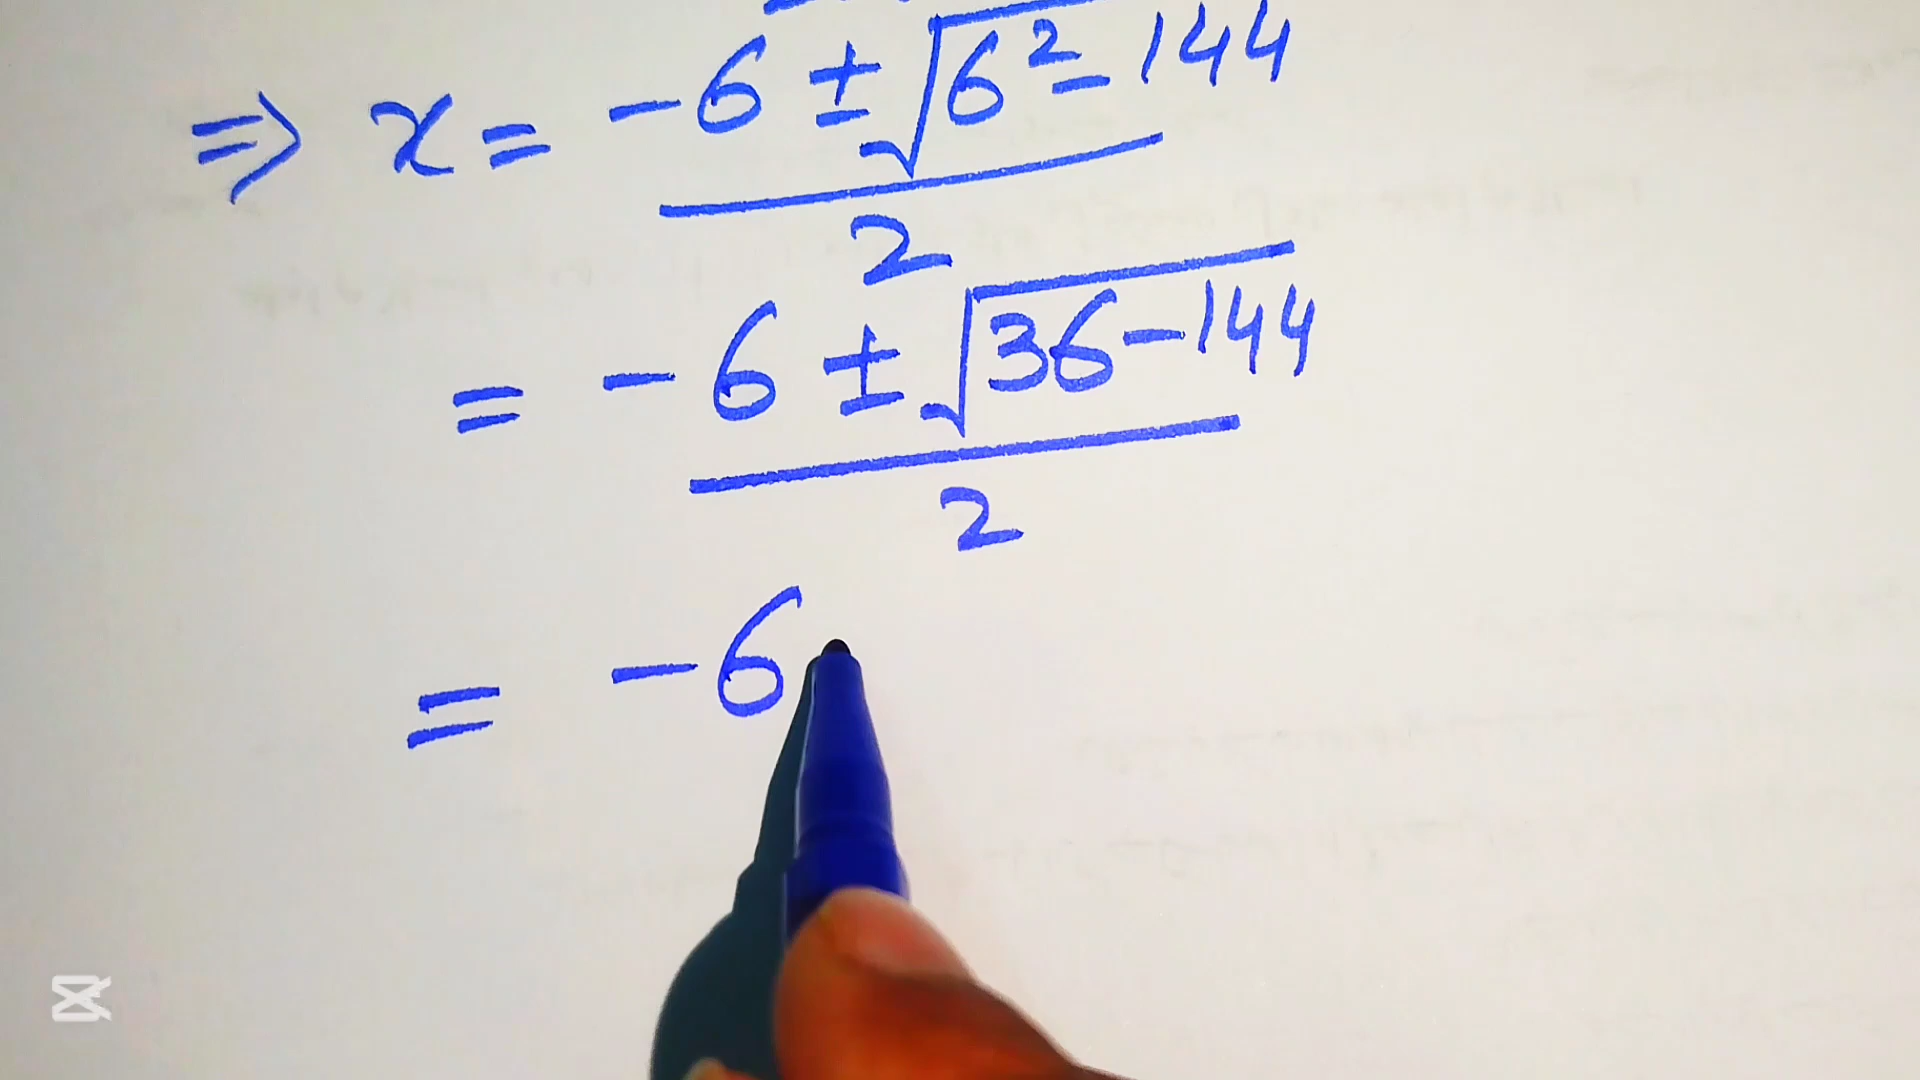 ⇒ x = -6 ± √6² - 144
2
= -6 ± √36 - 144
2
= -6